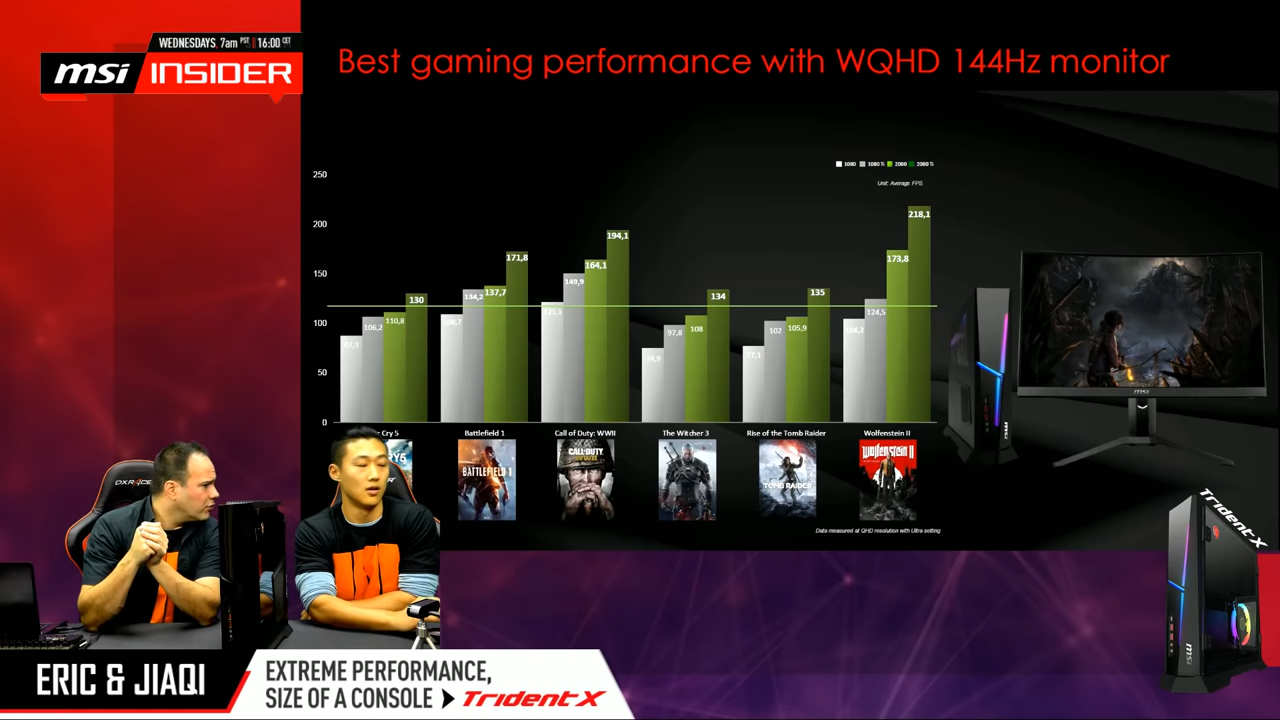 WEDNESDAYS, 7am PST || 16:00 CET
msi INSIDER
Best gaming performance with WQHD 144Hz monitor
1080 1080 Ti 2080 2080 Ti
Unit: Average FPS
250
200
150
100
50
0
106,2 110,8 130
134,2 137,7 171,8
121,1 149,9 164,1 194,1
74,9 97,8 108 134
77,1 102 105,9 135
104,2 124,5 173,8 218,1
Cry 5 Battlefield 1 Call of Duty: WWII The Witcher 3 Rise of the Tomb Raider Wolfenstein II
BATTLEFIELD 1
CALL OF DUTY
TOMB RAIDER
Wolfenstein II
Data measured at QHD resolution with Ultra setting
msi
msi
DXRACER
Trident X
msi
ERIC & JIAQI
EXTREME PERFORMANCE,
SIZE OF A CONSOLE Trident X